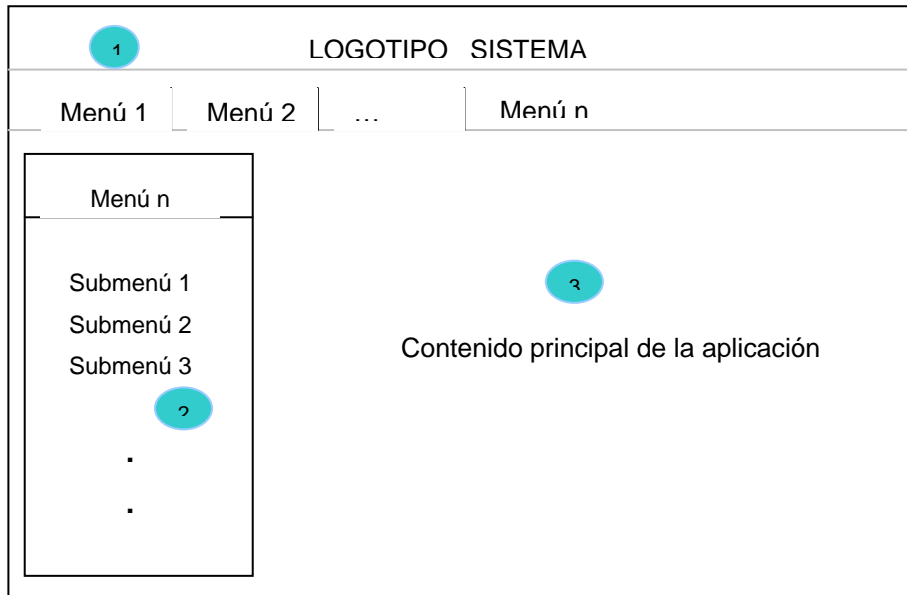 1
LOGOTIPO SISTEMA
Menú 1 Menú 2 ... Menú n
Menú n
Submenú 1
Submenú 2
Submenú 3
2
.
.
3
Contenido principal de la aplicación